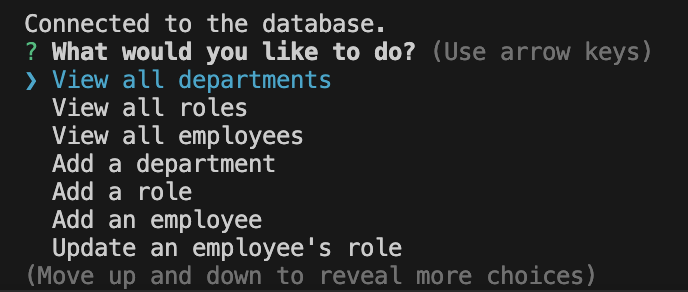 Connected to the database.
? What would you like to do? (Use arrow keys)
❯ View all departments
View all roles
View all employees
Add a department
Add a role
Add an employee
Update an employee's role
(Move up and down to reveal more choices)